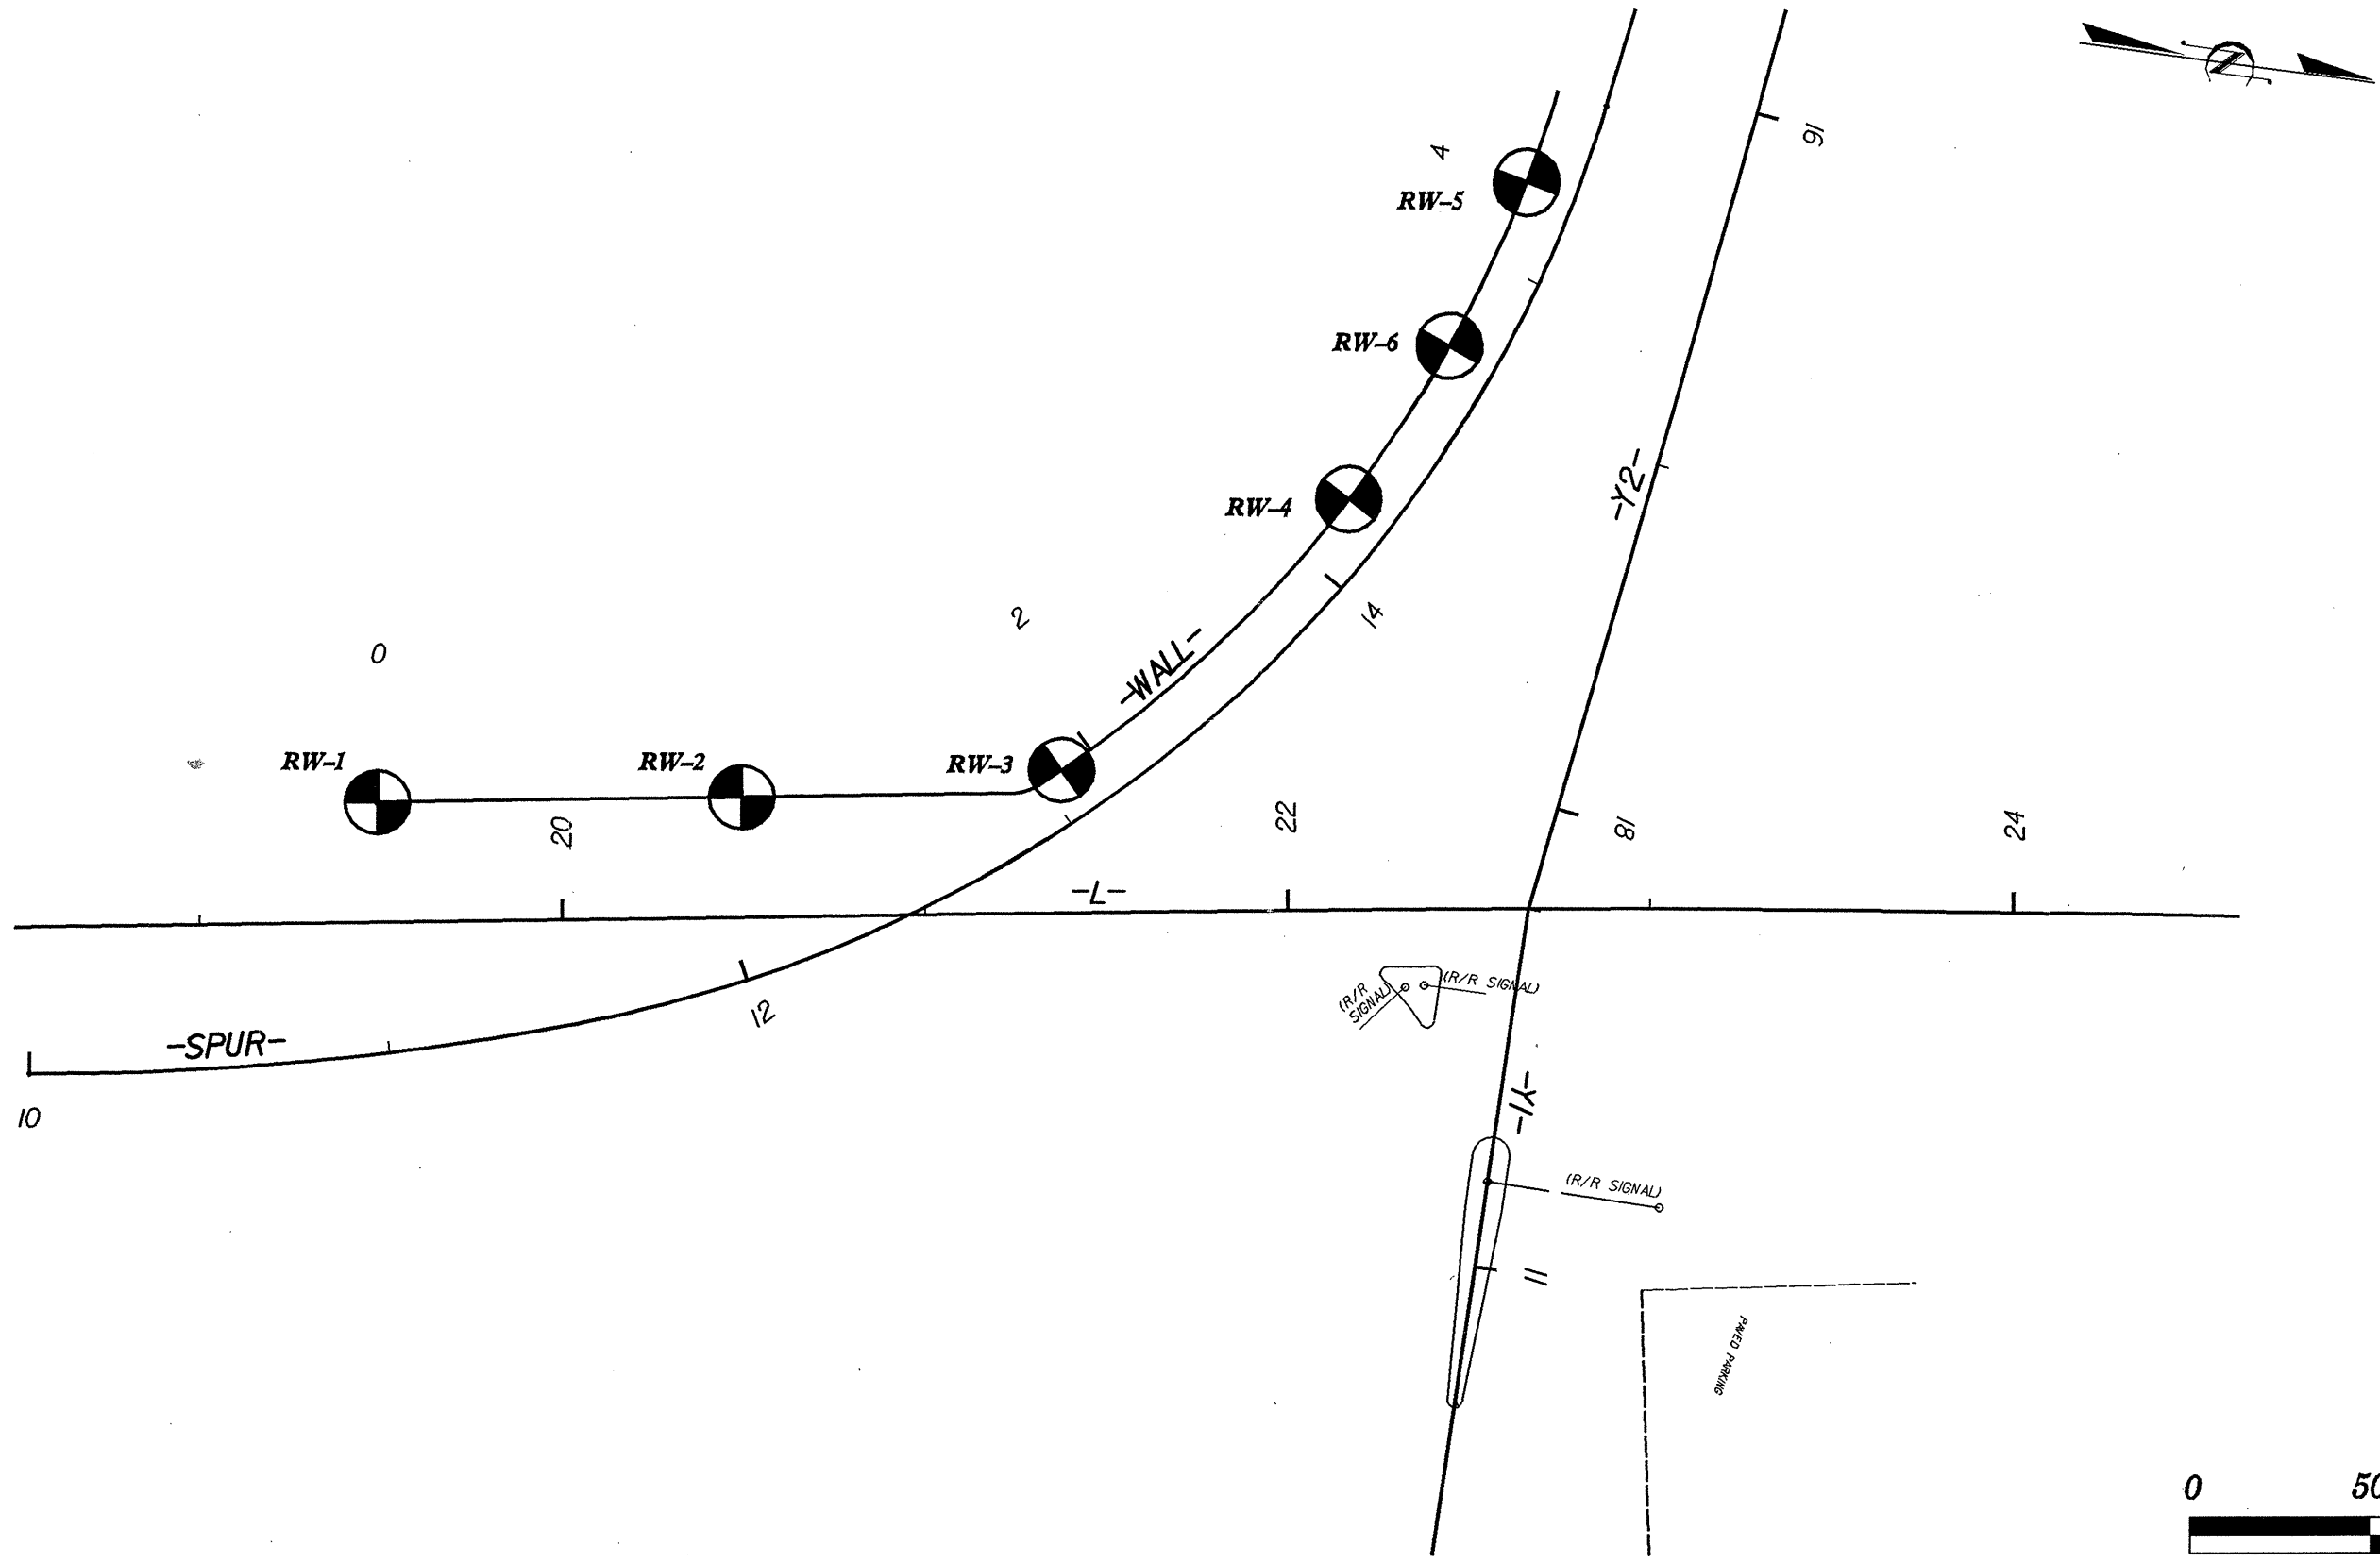 N
16
4
RW-5
RW-6
-Y2-
RW-4
14
2
0
-WALL-
RW-1
RW-2
RW-3
20
22
18
24
-L-
(R/R SIGNAL)
(R/R
SIGNAL)
12
-SPUR-
10
-Y1-
(R/R SIGNAL)
11
PAVED PARKING
0
50